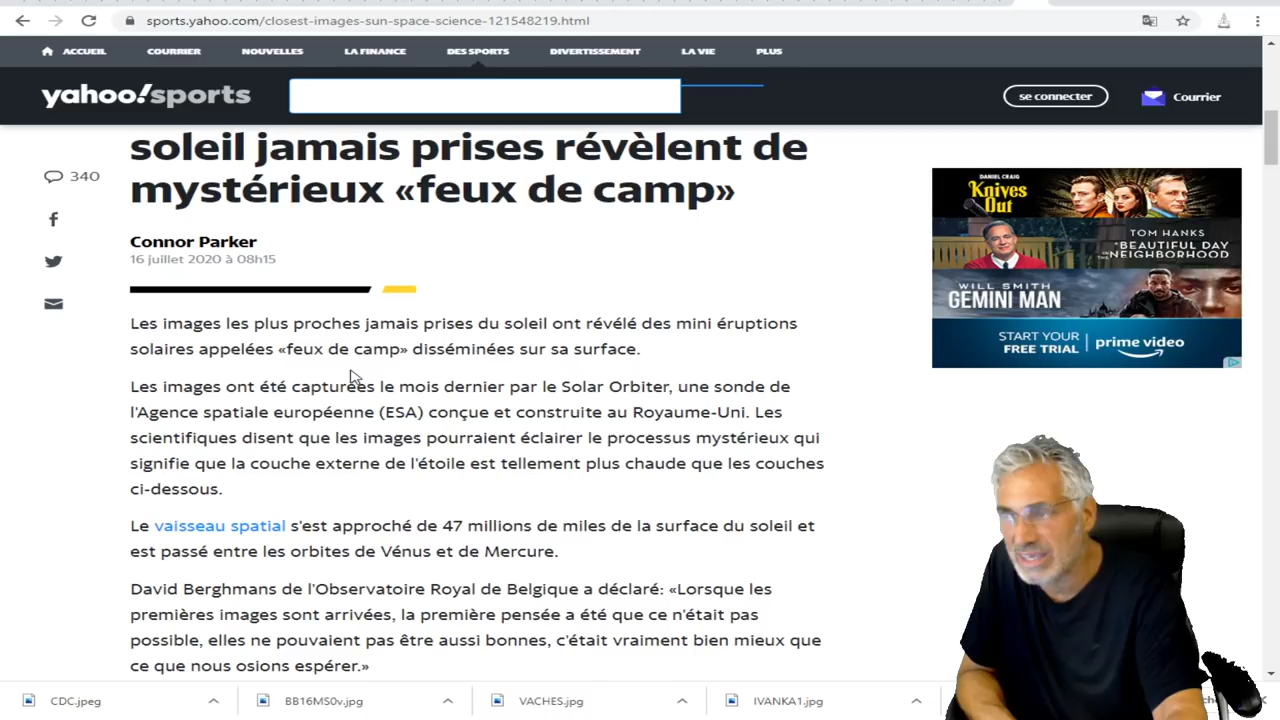 sports.yahoo.com/closest-images-sun-space-science-121548219.html
ACCUEIL COURRIER NOUVELLES LA FINANCE DES SPORTS DIVERTISSEMENT LA VIE PLUS
yahoo!sports
se connecter
Courrier
soleil jamais prises révèlent de
mystérieux «feux de camp»
340
Connor Parker
16 juillet 2020 à 08h15
Les images les plus proches jamais prises du soleil ont révélé des mini éruptions
solaires appelées «feux de camp» disséminées sur sa surface.
Les images ont été capturées le mois dernier par le Solar Orbiter, une sonde de
l'Agence spatiale européenne (ESA) conçue et construite au Royaume-Uni. Les
scientifiques disent que les images pourraient éclairer le processus mystérieux qui
signifie que la couche externe de l'étoile est tellement plus chaude que les couches
ci-dessous.
Le vaisseau spatial s'est approché de 47 millions de miles de la surface du soleil et
est passé entre les orbites de Vénus et de Mercure.
David Berghmans de l'Observatoire Royal de Belgique a déclaré: «Lorsque les
premières images sont arrivées, la première pensée a été que ce n'était pas
possible, elles ne pouvaient pas être aussi bonnes, c'était vraiment bien mieux que
ce que nous osions espérer.»
DANIEL CRAIG
Knives
Out
TOM HANKS
A BEAUTIFUL DAY
IN THE NEIGHBORHOOD
WILL SMITH
GEMINI MAN
START YOUR
FREE TRIAL
prime video
CDC.jpeg
BB16MS0v.jpg
VACHES.jpg
IVANKA1.jpg